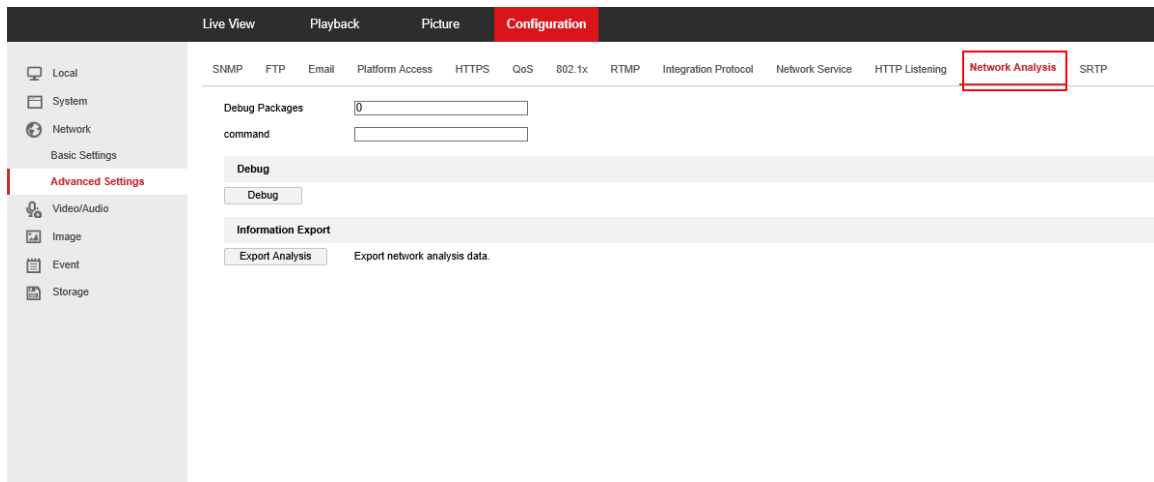 Live View Playback Picture Configuration
Local
System
Network
Basic Settings
Advanced Settings
Video/Audio
Image
Event
Storage
SNMP FTP Email Platform Access HTTPS QoS 802.1x RTMP Integration Protocol Network Service HTTP Listening Network Analysis SRTP
Debug Packages 0
command
Debug
Debug
Information Export
Export Analysis Export network analysis data.